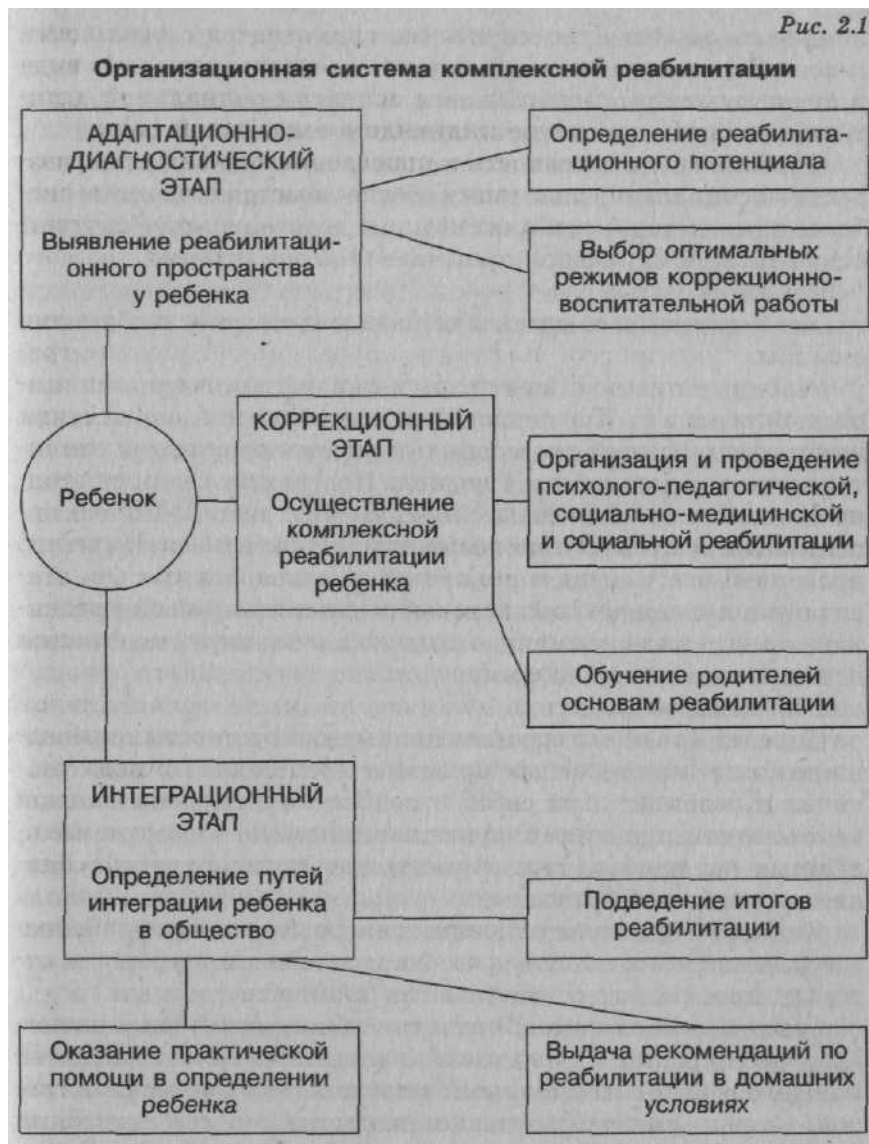 Рис. 2.1
Организационная система комплексной реабилитации
АДАПТАЦИОННО-
ДИАГНОСТИЧЕСКИЙ
ЭТАП
Выявление реабилитаци-
онного пространства
у ребенка
Определение реабилита-
ционного потенциала
Выбор оптимальных
режимов коррекционно-
воспитательной работы
Ребенок
КОРРЕКЦИОННЫЙ
ЭТАП
Осуществление
комплексной
реабилитации
ребенка
Организация и проведение
психолого-педагогической,
социально-медицинской
и социальной реабилитации
Обучение родителей
основам реабилитации
ИНТЕГРАЦИОННЫЙ
ЭТАП
Определение путей
интеграции ребенка
в общество
Подведение итогов
реабилитации
Оказание практической
помощи в определении
ребенка
Выдача рекомендаций по
реабилитации в домашних
условиях